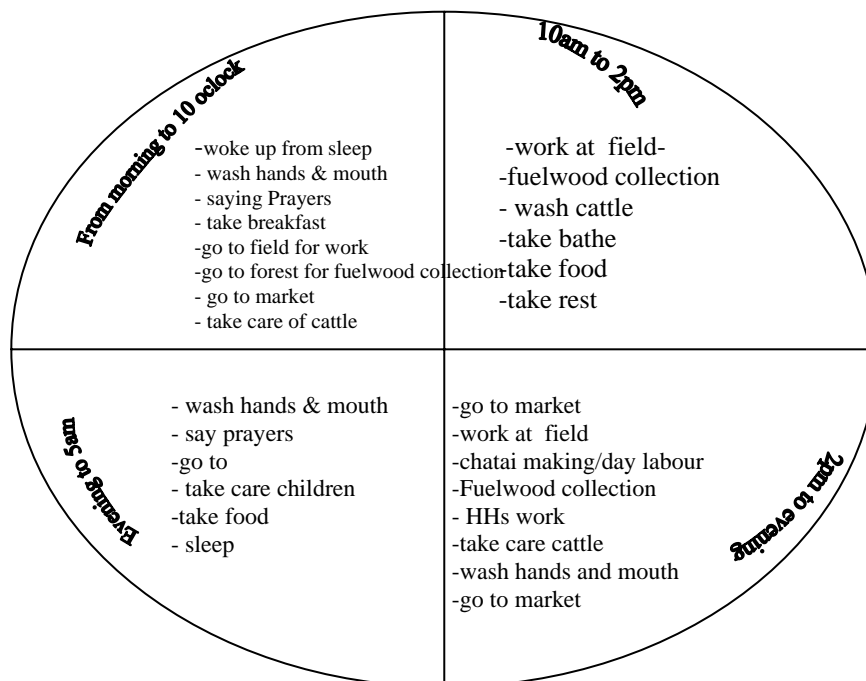 From morning to 10 oclock
-woke up from sleep
- wash hands & mouth
- saying Prayers
- take breakfast
-go to field for work
-go to forest for fuelwood collection
- go to market
- take care of cattle
10am to 2pm
-work at field-
-fuelwood collection
- wash cattle
-take bathe
-take food
-take rest
Evening to 5am
- wash hands & mouth
- say prayers
-go to
- take care children
-take food
- sleep
2pm to evening
-go to market
-work at field
-chatai making/day labour
-Fuelwood collection
- HHs work
-take care cattle
-wash hands and mouth
-go to market